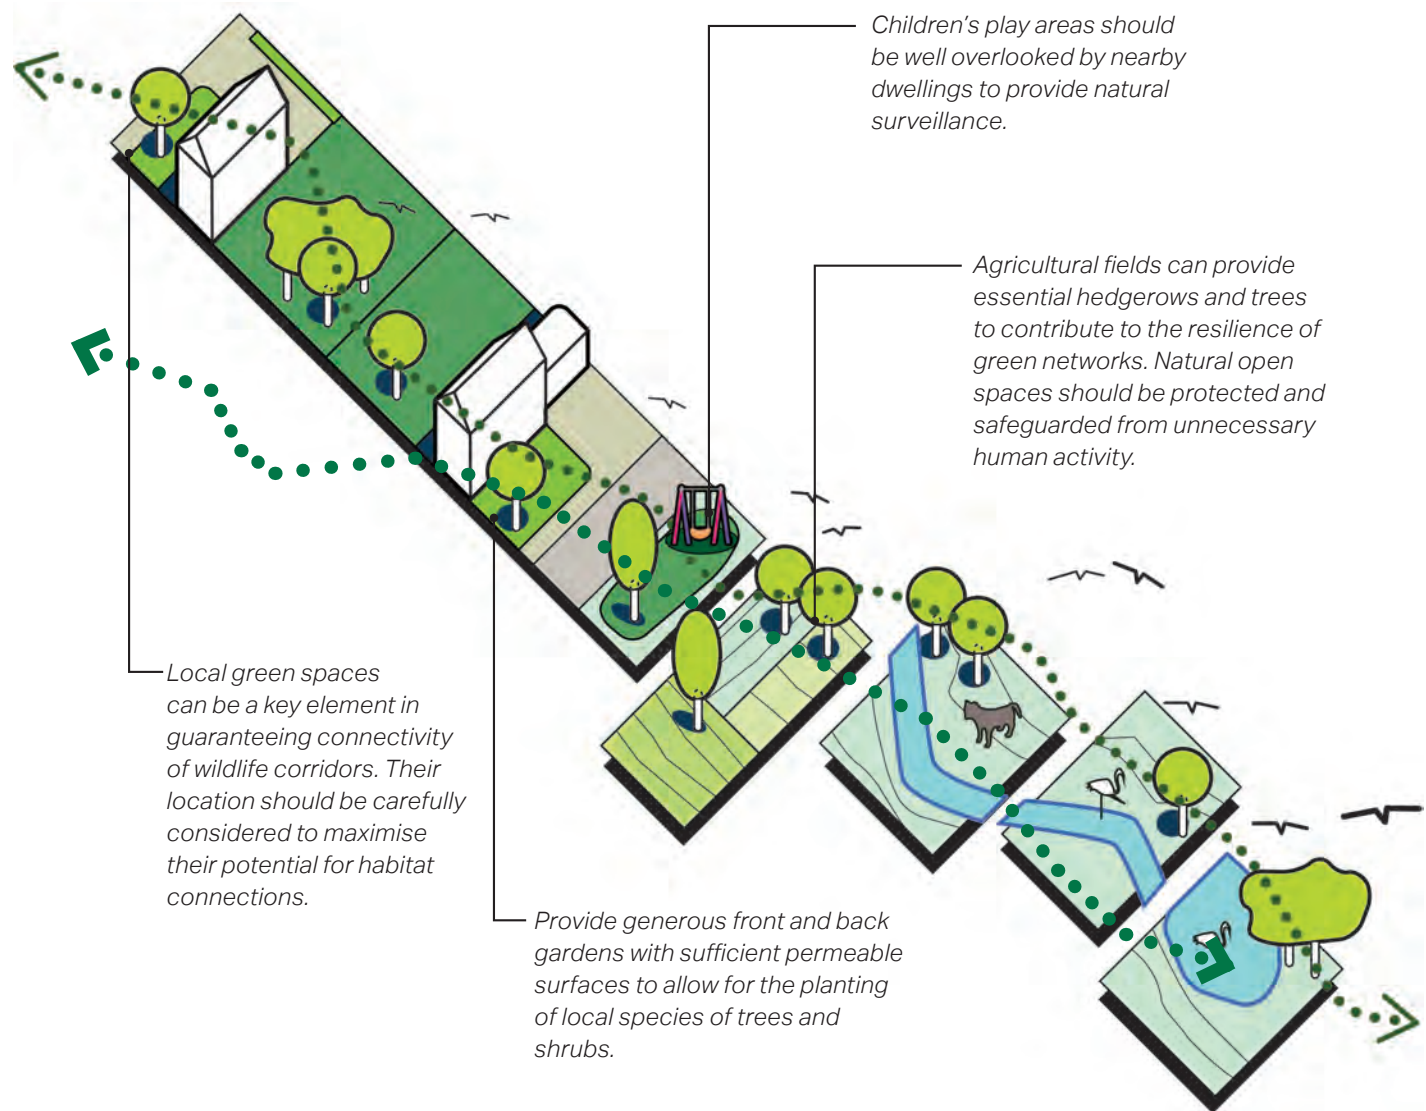 Children’s play areas should
be well overlooked by nearby
dwellings to provide natural
surveillance.
Agricultural fields can provide
essential hedgerows and trees
to contribute to the resilience of
green networks. Natural open
spaces should be protected and
safeguarded from unnecessary
human activity.
Local green spaces
can be a key element in
guaranteeing connectivity
of wildlife corridors. Their
location should be carefully
considered to maximise
their potential for habitat
connections.
Provide generous front and back
gardens with sufficient permeable
surfaces to allow for the planting
of local species of trees and
shrubs.